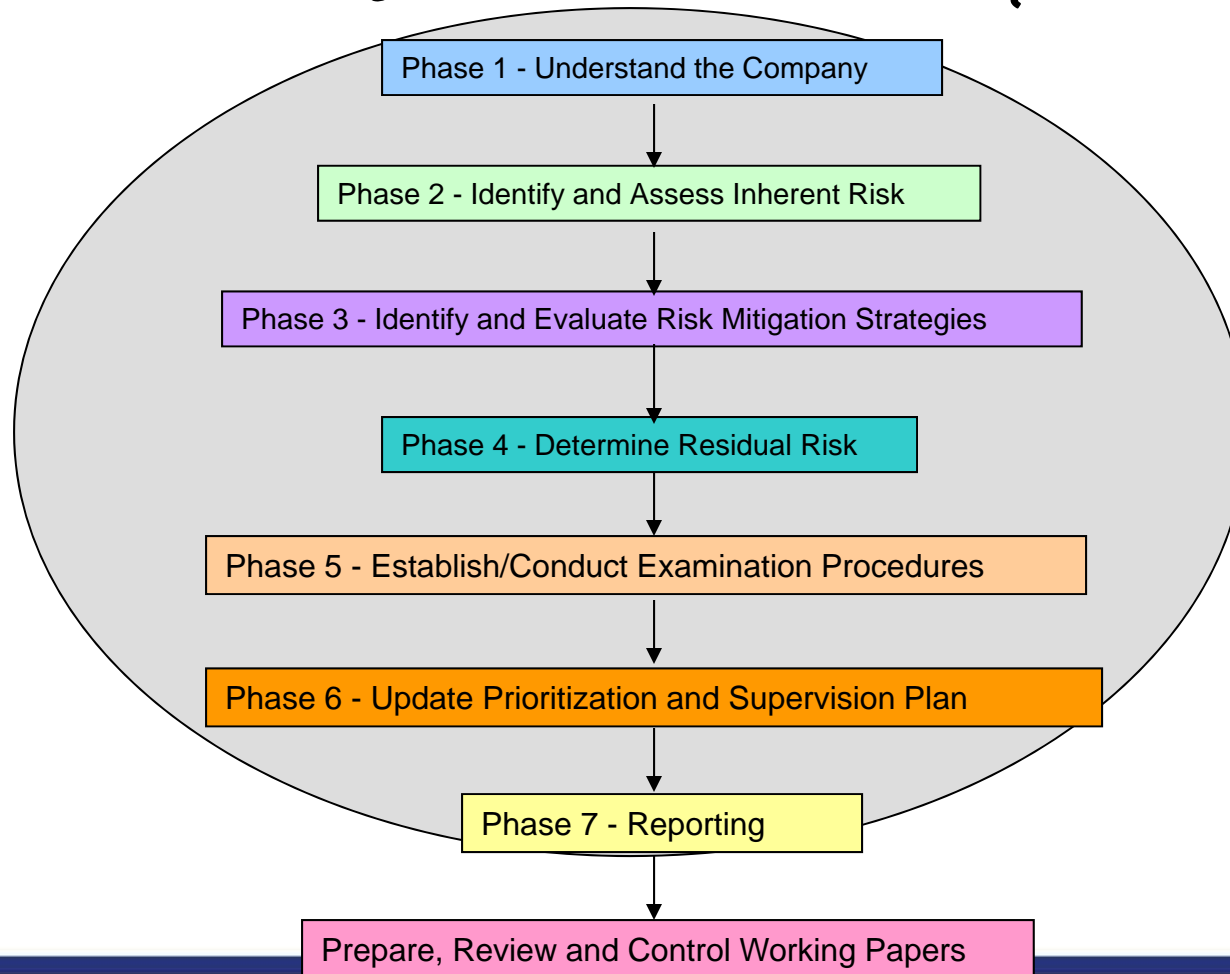 Phase 1 - Understand the Company
Phase 2 - Identify and Assess Inherent Risk
Phase 3 - Identify and Evaluate Risk Mitigation Strategies
Phase 4 - Determine Residual Risk
Phase 5 - Establish/Conduct Examination Procedures
Phase 6 - Update Prioritization and Supervision Plan
Phase 7 - Reporting
Prepare, Review and Control Working Papers